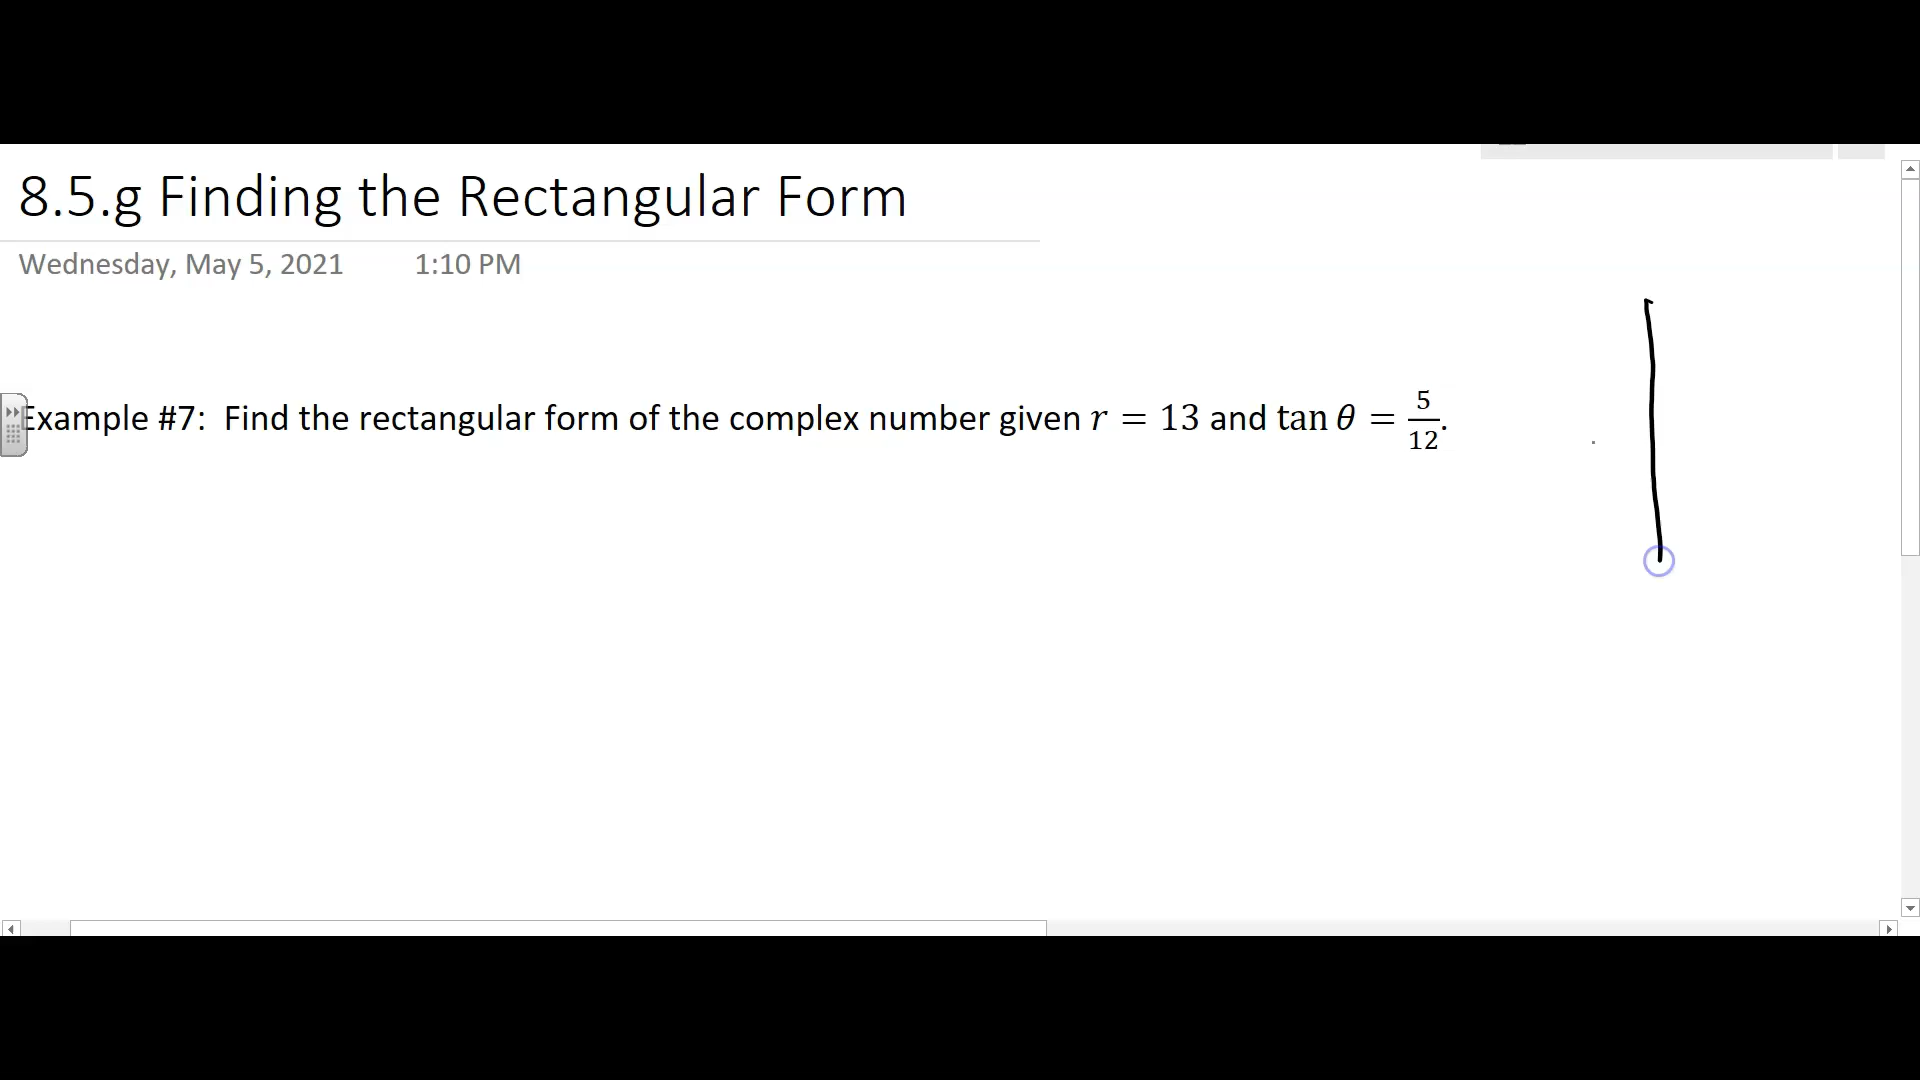 8.5.g Finding the Rectangular Form
Wednesday, May 5, 2021 1:10 PM
Example #7: Find the rectangular form of the complex number given r = 13 and tan θ = 5/12.